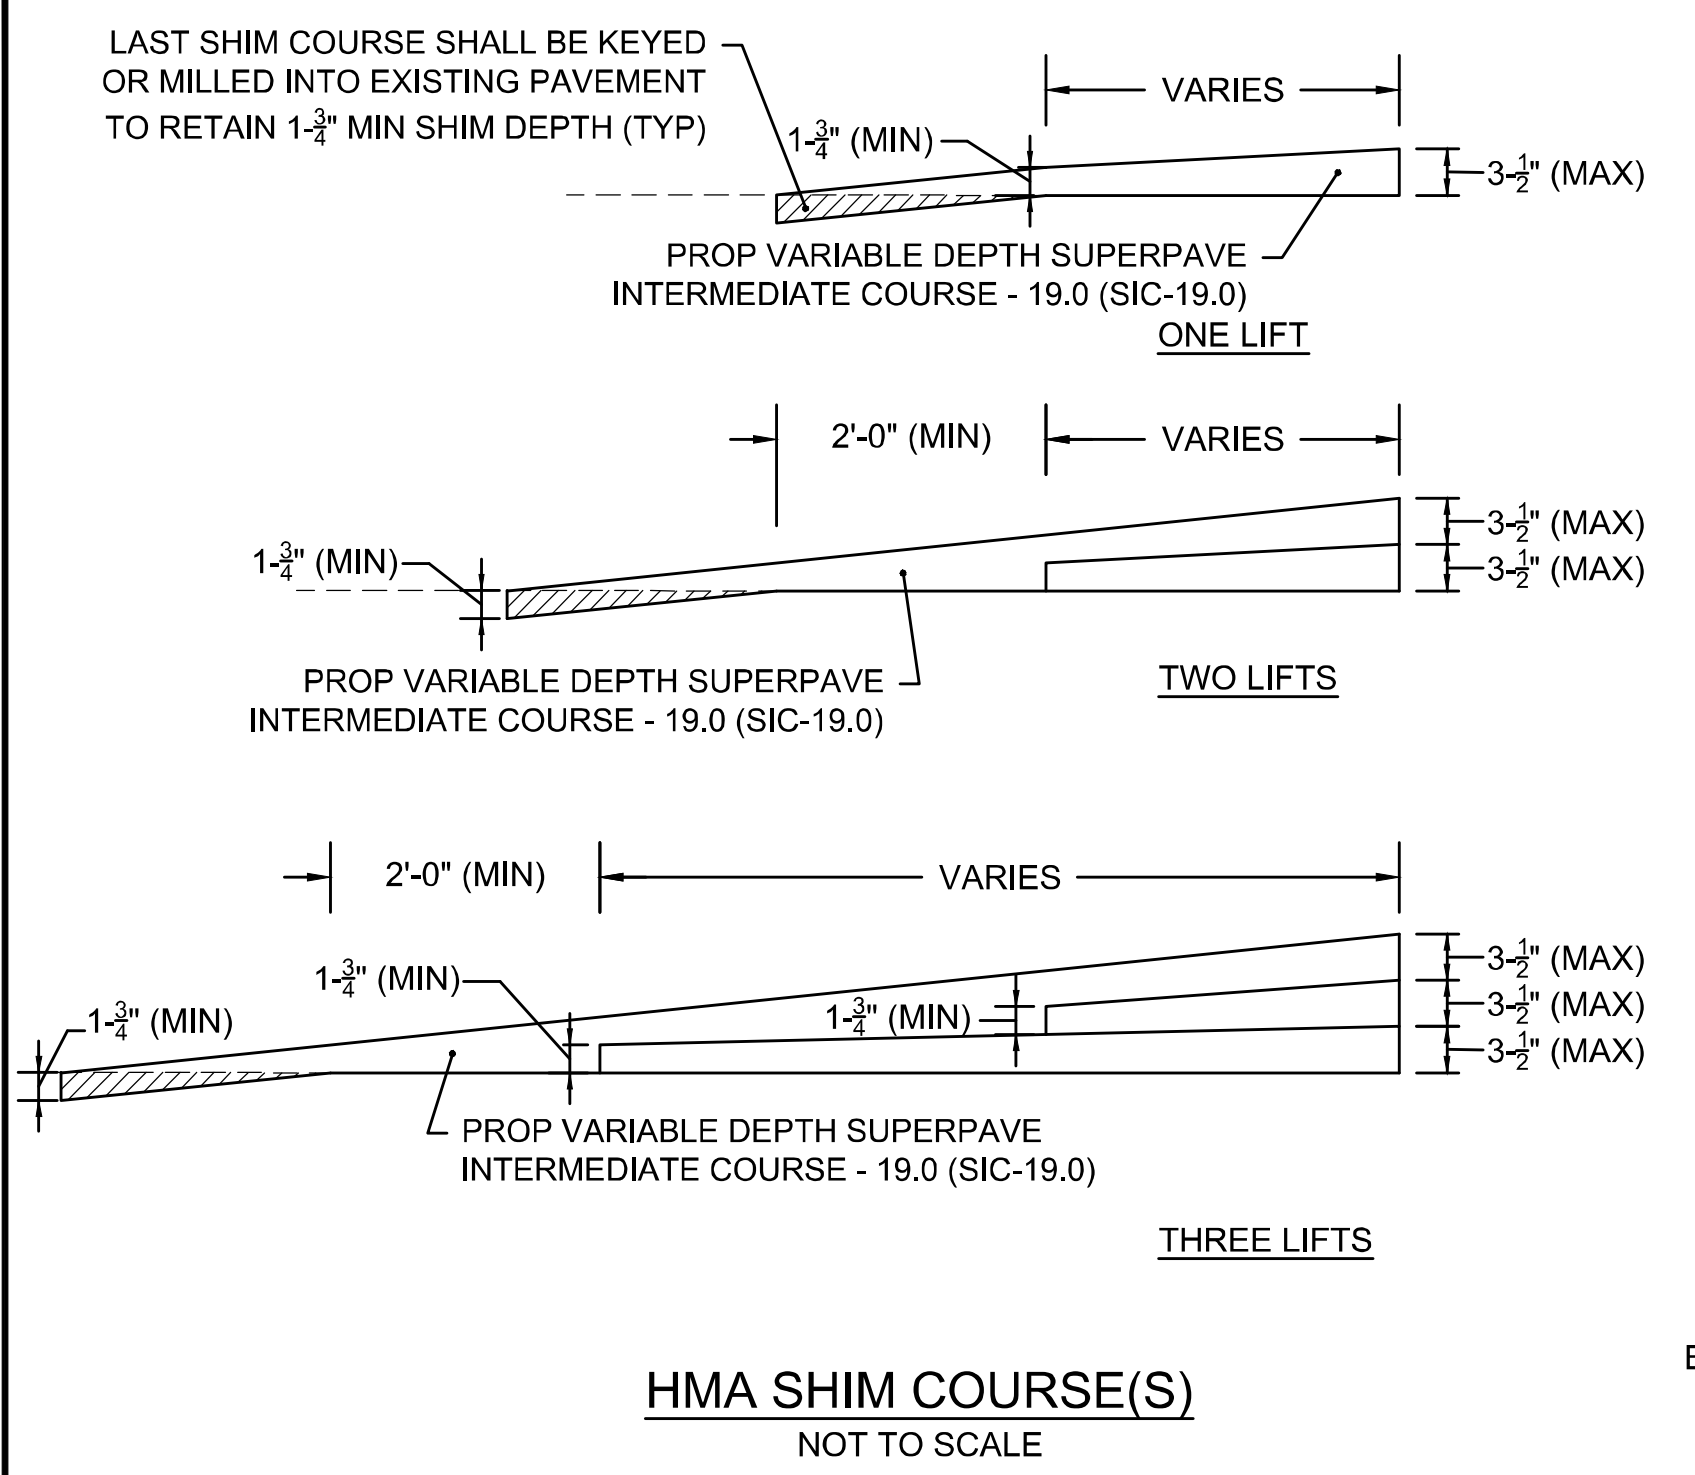 LAST SHIM COURSE SHALL BE KEYED
OR MILLED INTO EXISTING PAVEMENT
TO RETAIN 1-3/4" MIN SHIM DEPTH (TYP)
VARIES
1-3/4" (MIN)
3-1/2" (MAX)
PROP VARIABLE DEPTH SUPERPAVE
INTERMEDIATE COURSE - 19.0 (SIC-19.0)
ONE LIFT
2'-0" (MIN)
VARIES
3-1/2" (MAX)
1-3/4" (MIN)
3-1/2" (MAX)
PROP VARIABLE DEPTH SUPERPAVE
INTERMEDIATE COURSE - 19.0 (SIC-19.0)
TWO LIFTS
2'-0" (MIN)
VARIES
3-1/2" (MAX)
1-3/4" (MIN)
3-1/2" (MAX)
1-3/4" (MIN)
1-3/4" (MIN)
3-1/2" (MAX)
PROP VARIABLE DEPTH SUPERPAVE
INTERMEDIATE COURSE - 19.0 (SIC-19.0)
THREE LIFTS
HMA SHIM COURSE(S)
NOT TO SCALE